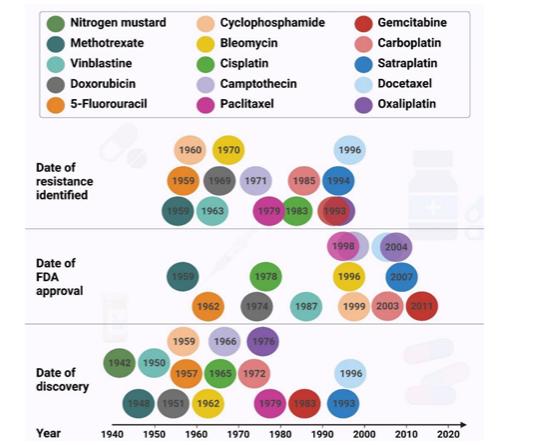 Nitrogen mustard Cyclophosphamide Gemcitabine
Methotrexate Bleomycin Carboplatin
Vinblastine Cisplatin Satraplatin
Doxorubicin Camptothecin Docetaxel
5-Fluorouracil Paclitaxel Oxaliplatin
1960 1970 1996
Date of
resistance
identified
1959 1969 1971 1985 1994
1959 1963 1979 1983 1993
1998 2004
Date of
FDA
approval
1959 1978 1996 2007
1962 1974 1987 1999 2003 2011
1959 1966 1976
1942 1950
Date of
discovery
1957 1965 1972 1996
1948 1951 1962 1979 1983 1993
Year 1940 1950 1960 1970 1980 1990 2000 2010 2020